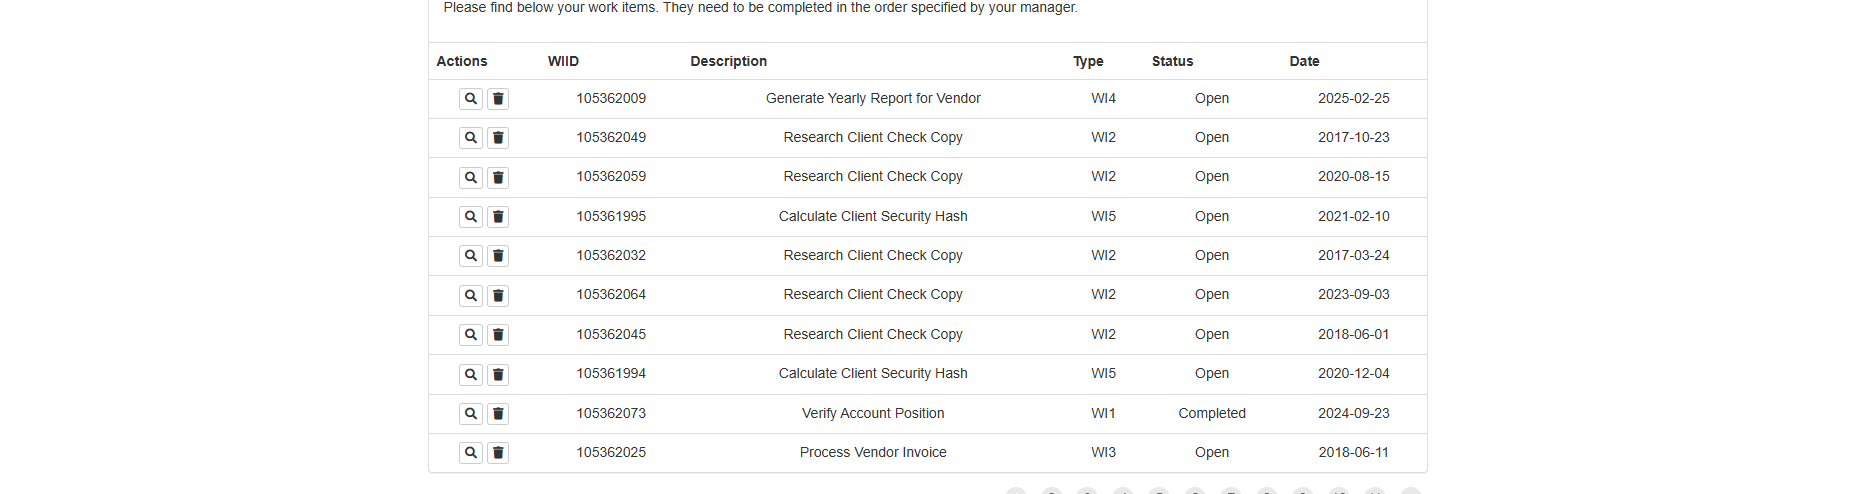 Please find below your work items. They need to be completed in the order specified by your manager.
Actions WIID Description Type Status Date
105362009 Generate Yearly Report for Vendor WI4 Open 2025-02-25
105362049 Research Client Check Copy WI2 Open 2017-10-23
105362059 Research Client Check Copy WI2 Open 2020-08-15
105361995 Calculate Client Security Hash WI5 Open 2021-02-10
105362032 Research Client Check Copy WI2 Open 2017-03-24
105362064 Research Client Check Copy WI2 Open 2023-09-03
105362045 Research Client Check Copy WI2 Open 2018-06-01
105361994 Calculate Client Security Hash WI5 Open 2020-12-04
105362073 Verify Account Position WI1 Completed 2024-09-23
105362025 Process Vendor Invoice WI3 Open 2018-06-11